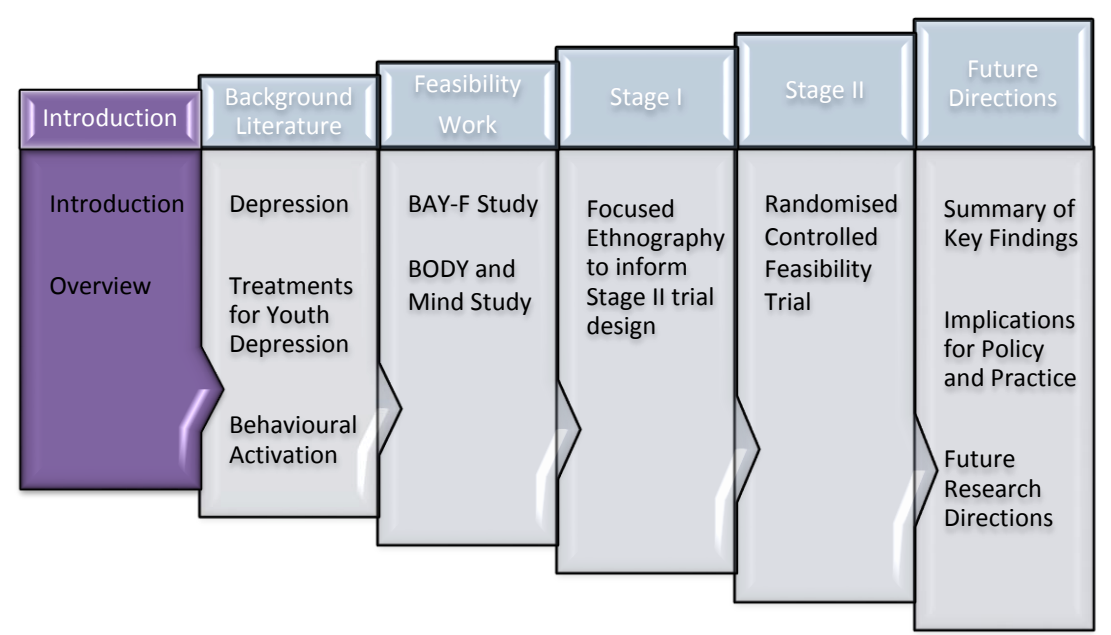 Introduction
Introduction
Overview
Background
Literature
Depression
Treatments
for Youth
Depression
Behavioural
Activation
Feasibility
Work
BAY-F Study
BODY and
Mind Study
Stage I
Focused
Ethnography
to inform
Stage II trial
design
Stage II
Randomised
Controlled
Feasibility
Trial
Future
Directions
Summary of
Key Findings
Implications
for Policy
and Practice
Future
Research
Directions